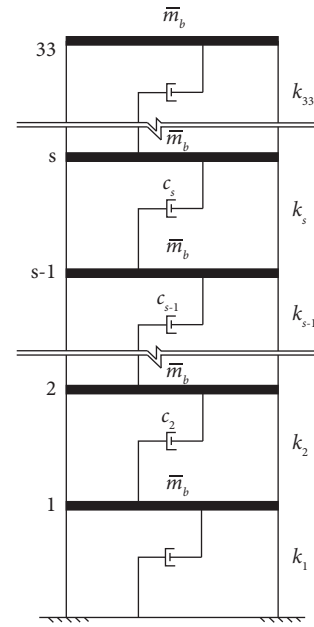 m̅_b
33
k_33
m̅_b
s
c_s
k_s
m̅_b
s-1
c_s-1
k_s-1
m̅_b
2
c_2
k_2
m̅_b
1
k_1